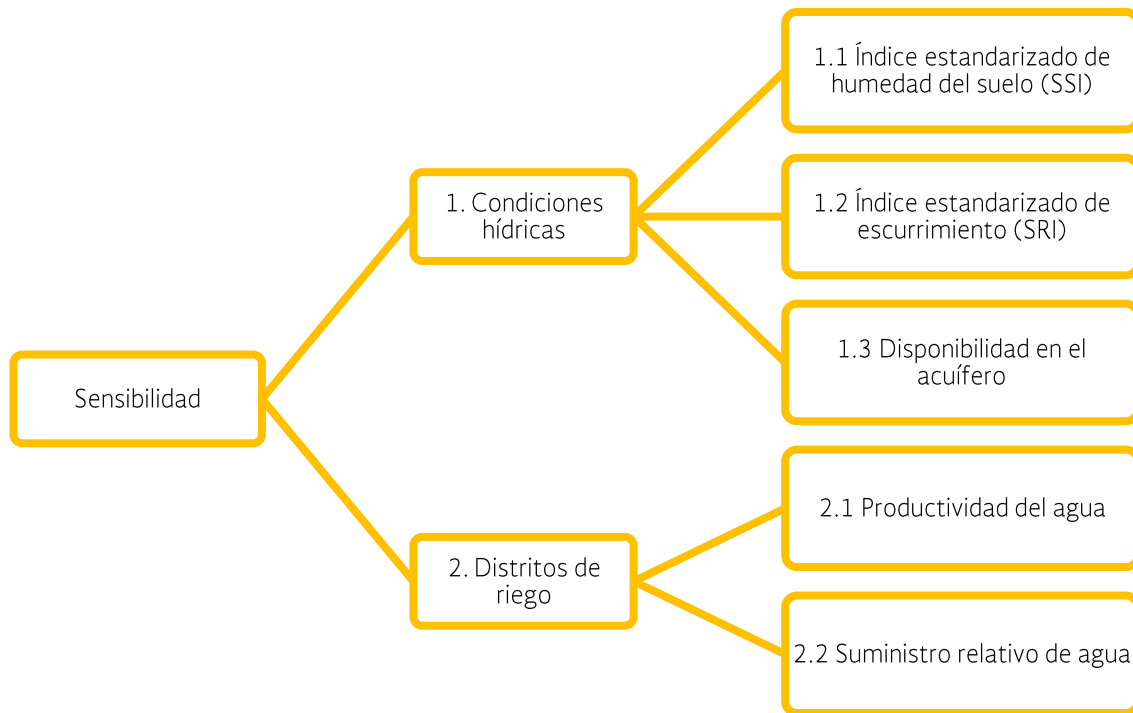 Sensibilidad
1. Condiciones
hídricas
1.1 Índice estandarizado de
humedad del suelo (SSI)
1.2 Índice estandarizado de
escurrimiento (SRI)
1.3 Disponibilidad en el
acuífero
2. Distritos de
riego
2.1 Productividad del agua
2.2 Suministro relativo de agua